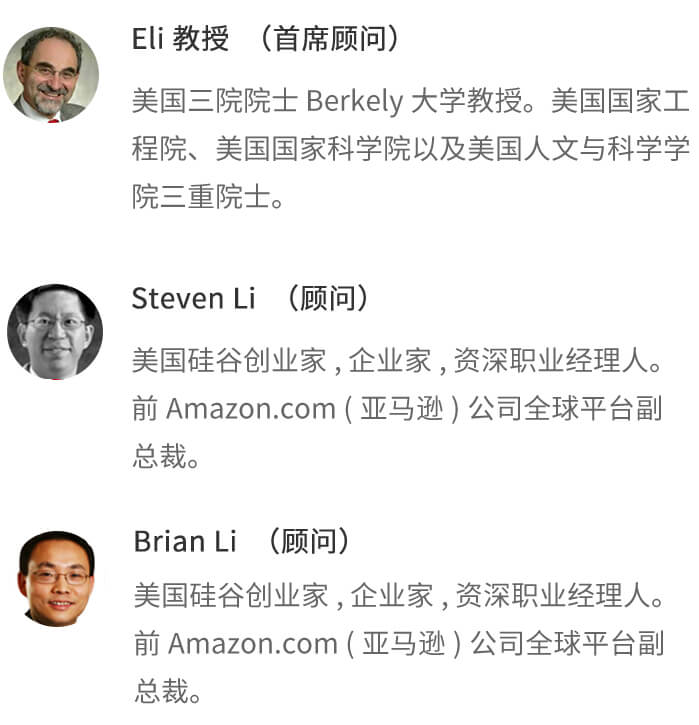 Eli 教授 （首席顾问）
美国三院院士 Berkely 大学教授。美国国家工
程院、美国国家科学院以及美国人文与科学学
院三重院士。
Steven Li （顾问）
美国硅谷创业家 , 企业家 , 资深职业经理人。
前 Amazon.com ( 亚马逊 ) 公司全球平台副
总裁。
Brian Li （顾问）
美国硅谷创业家 , 企业家 , 资深职业经理人。
前 Amazon.com ( 亚马逊 ) 公司全球平台副
总裁。